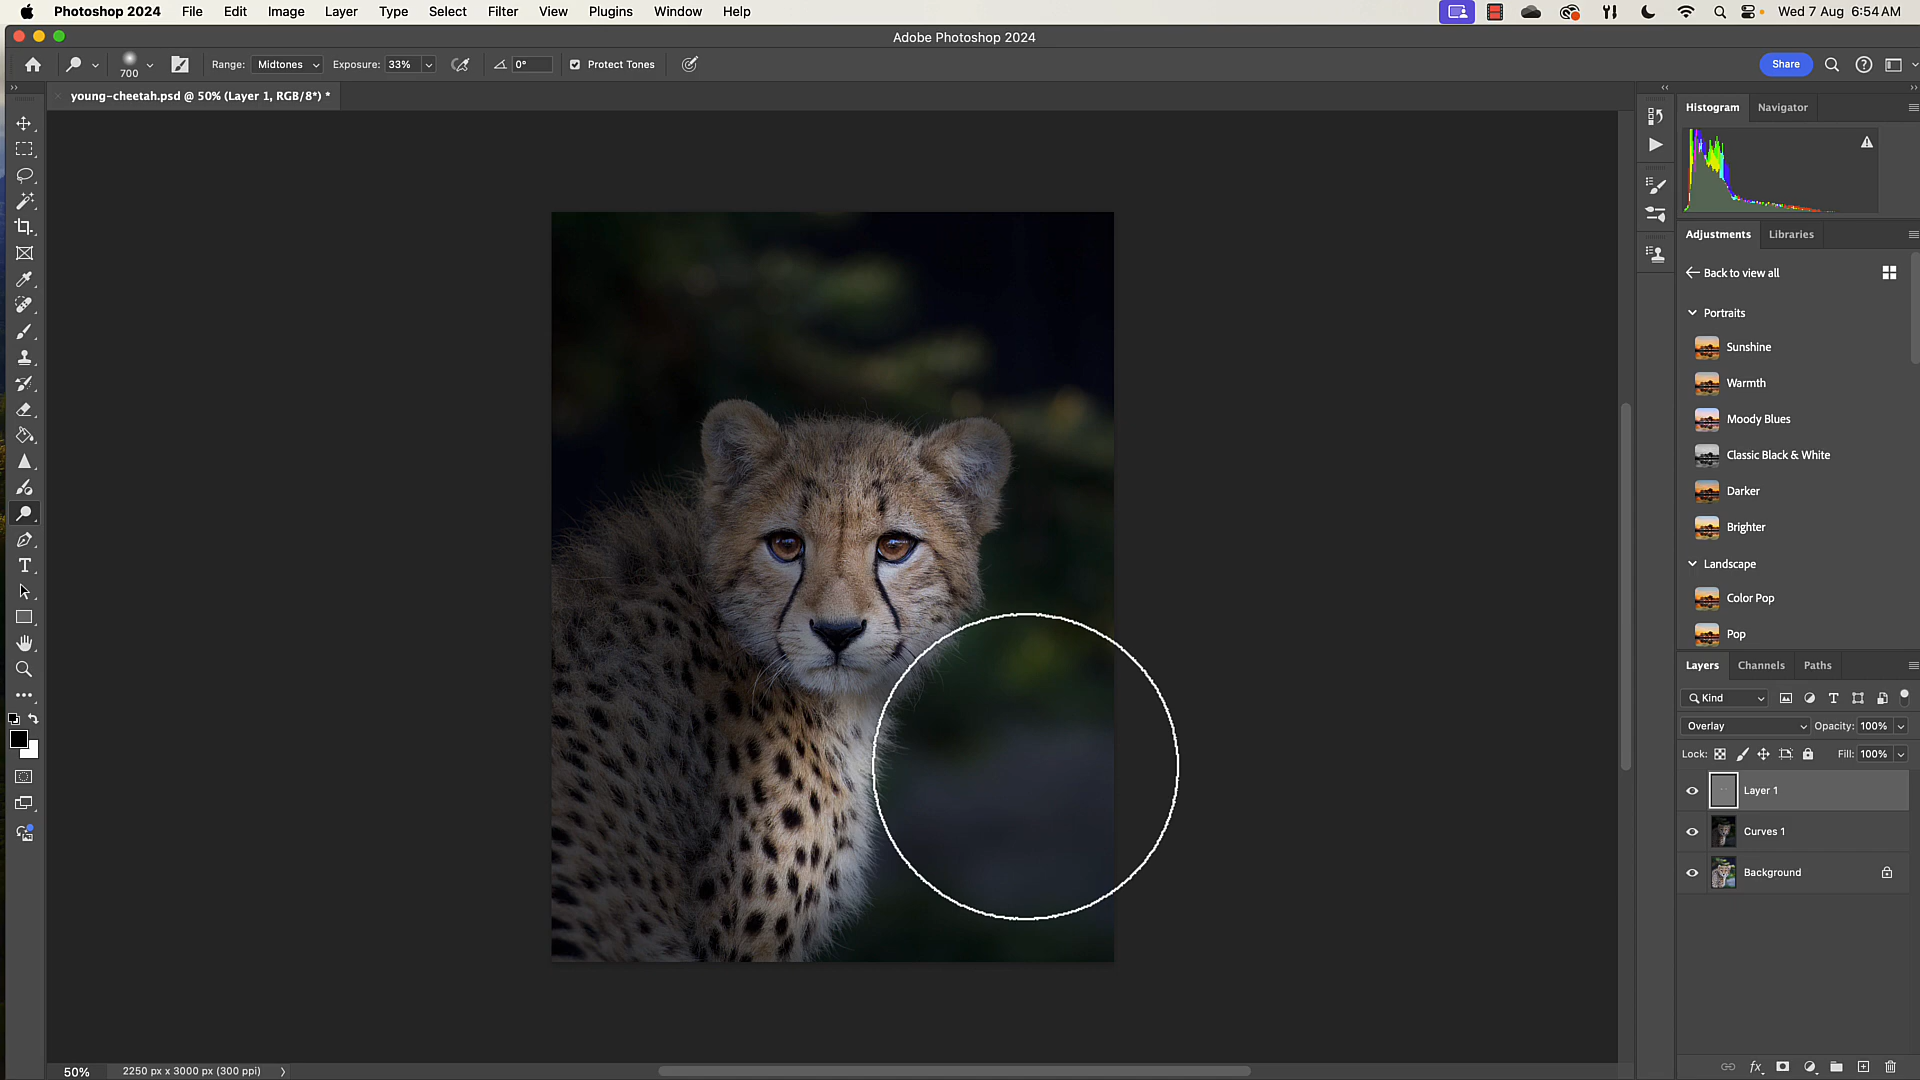 Photoshop 2024 File Edit Image Layer Type Select Filter View Plugins Window Help Wed 7 Aug 6:54 AM
Adobe Photoshop 2024
700 Range: Midtones Exposure: 33% 0° Protect Tones Share
young-cheetah.psd @ 50% (Layer 1, RGB/8*) *
Histogram Navigator
Adjustments Libraries
Back to view all
Portraits
Sunshine
Warmth
Moody Blues
Classic Black & White
Darker
Brighter
Landscape
Color Pop
Pop
Layers Channels Paths
Kind
Overlay Opacity: 100%
Lock: Fill: 100%
Layer 1
Curves 1
Background
50% 2250 px x 3000 px (300 ppi)